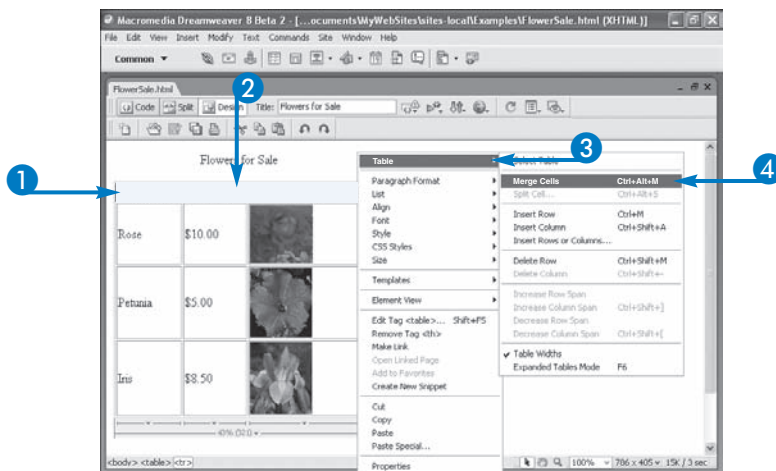 Macromedia Dreamweaver 8 Beta 2 - [...ocuments\MyWebSites\sites-local\Examples\FlowerSale.html (XHTML)]
File Edit View Insert Modify Text Commands Site Window Help
Common
FlowerSale.html
Code Split Design Title: Flowers for Sale
2
Flowers for Sale
1
Table
3
Select Table
Merge Cells Ctrl+Alt+M
4
Split Cell... Ctrl+Alt+S
Insert Row Ctrl+M
Insert Column Ctrl+Shift+A
Insert Rows or Columns...
Delete Row Ctrl+Shift+M
Delete Column Ctrl+Shift+-
Increase Row Span
Increase Column Span Ctrl+Shift+]
Decrease Row Span
Decrease Column Span Ctrl+Shift+[
Table Widths
Expanded Tables Mode F6
Paragraph Format
List
Align
Font
Style
CSS Styles
Size
Templates
Element View
Edit Tag <table>... Shift+F5
Remove Tag <th>
Make Link
Open Linked Page
Add to Favorites
Create New Snippet
Cut
Copy
Paste
Paste Special...
Properties
Rose $10.00
Petunia $5.00
Iris $8.50
<body> <table> <tr>
100% 706 x 405 15K / 3 sec